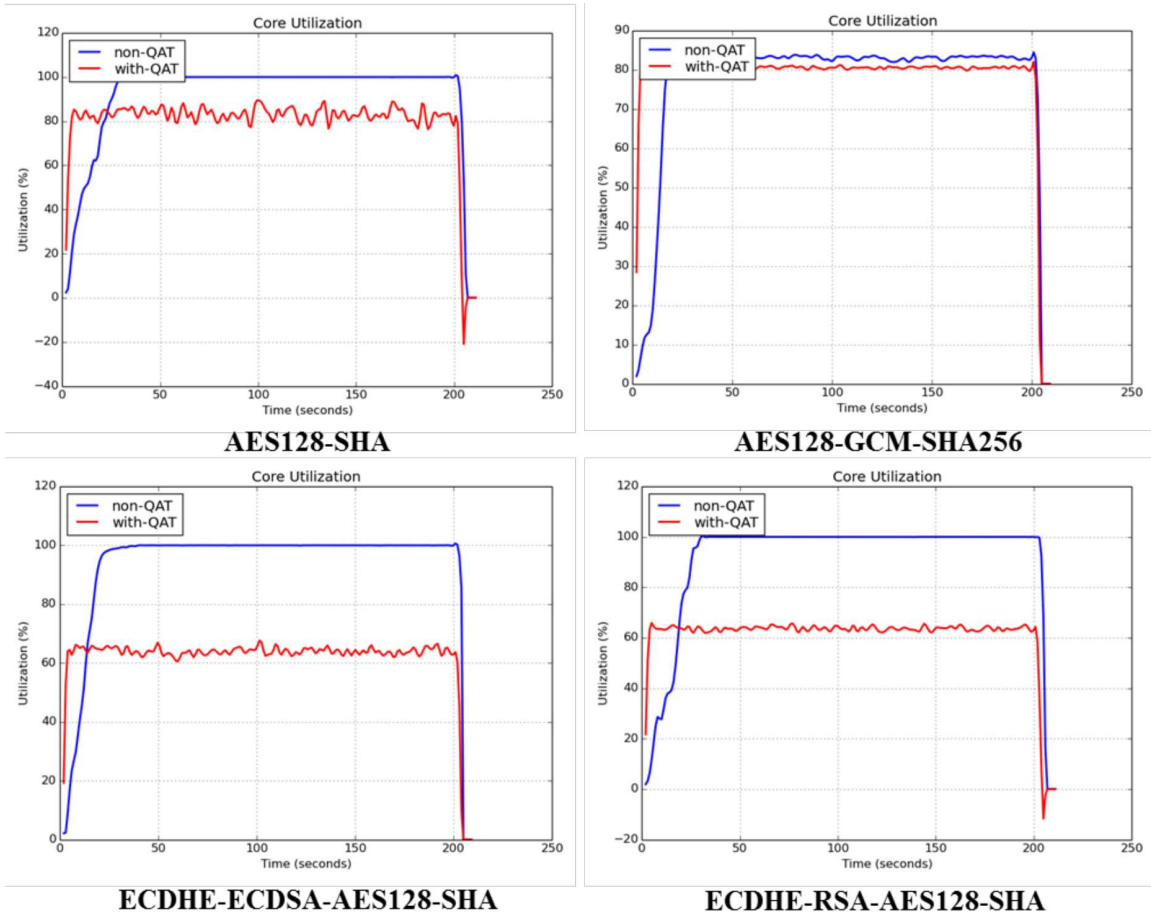 Core Utilization
non-QAT
with-QAT
Utilization (%)
120
100
80
60
40
20
0
−20
−40
0 50 100 150 200 250
Time (seconds)
AES128-SHA
Core Utilization
non-QAT
with-QAT
Utilization (%)
90
80
70
60
50
40
30
20
10
0
0 50 100 150 200 250
Time (seconds)
AES128-GCM-SHA256
Core Utilization
non-QAT
with-QAT
Utilization (%)
120
100
80
60
40
20
0
0 50 100 150 200 250
Time (seconds)
ECDHE-ECDSA-AES128-SHA
Core Utilization
non-QAT
with-QAT
Utilization (%)
120
100
80
60
40
20
0
−20
0 50 100 150 200 250
Time (seconds)
ECDHE-RSA-AES128-SHA